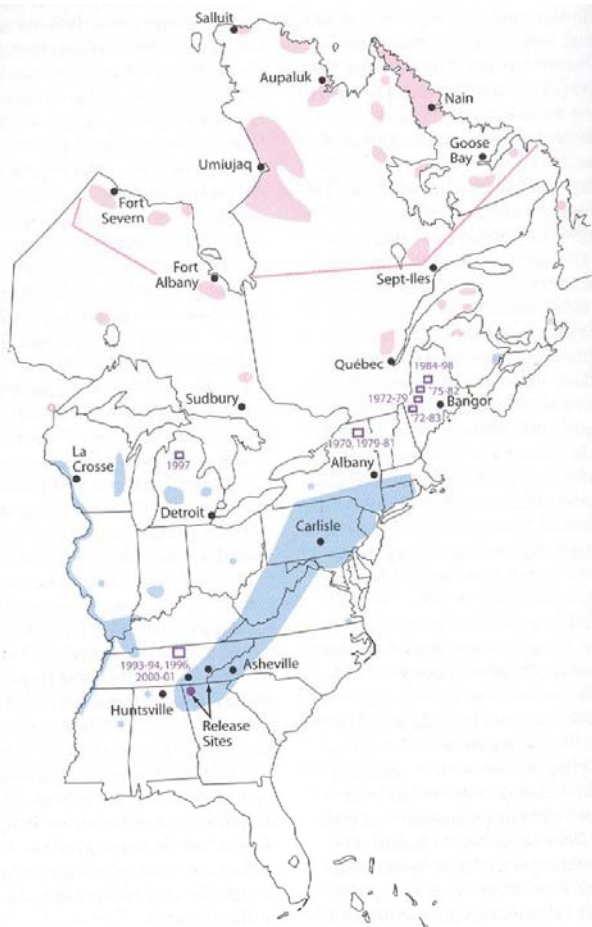 Salluit
Aupaluk
Nain
Goose
Bay
Umiujaq
Fort
Severn
Fort
Albany
Sept-Iles
Québec
1984-98
'75-82
1972-79
Bangor
'72-83
Sudbury
1970, 1979-81
La
Crosse
1997
Albany
Detroit
Carlisle
1993-94, 1996,
2000-01
Asheville
Huntsville
Release
Sites